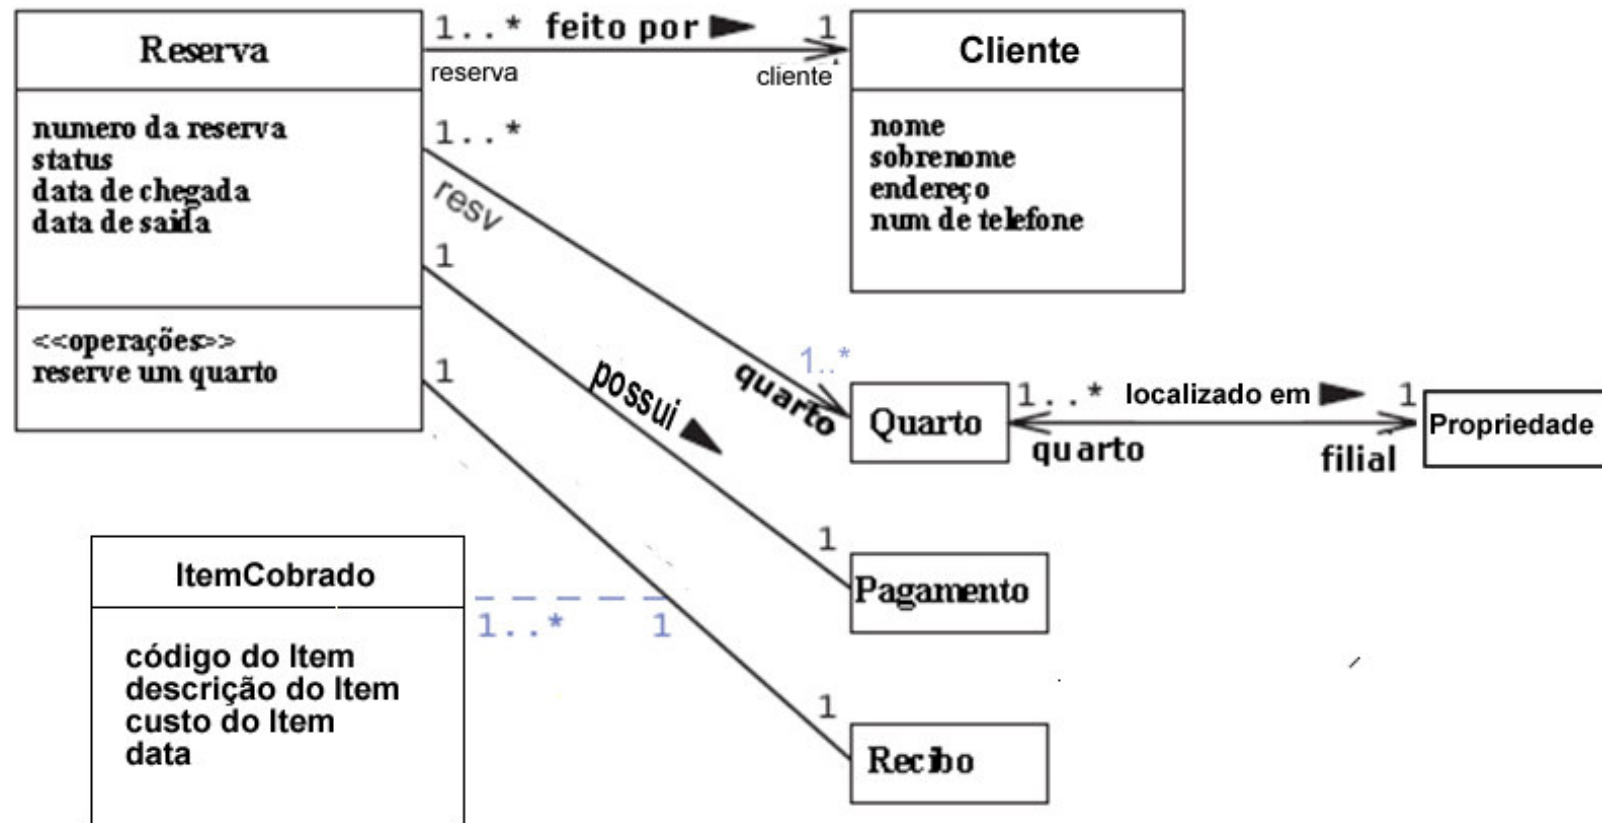 Reserva
numero da reserva
status
data de chegada
data de saida
<<operações>>
reserve um quarto
1..* feito por 1
reserva cliente
Cliente
nome
sobrenome
endereço
num de telefone
1..*
resv
1..*
quarto
1
possui
1
1
1
Quarto
1..* localizado em 1
quarto filial
Propriedade
Pagamento
Recibo
ItemCobrado
código do Item
descrição do Item
custo do Item
data
1..* 1